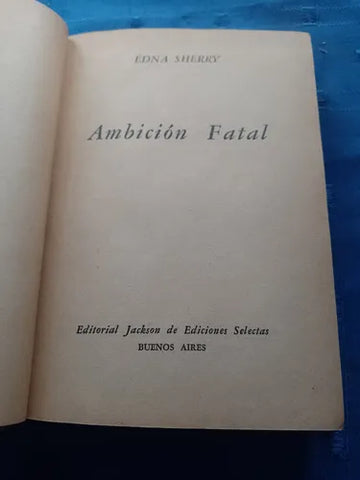 EDNA SHERRY
Ambición Fatal
Editorial Jackson de Ediciones Selectas
BUENOS AIRES